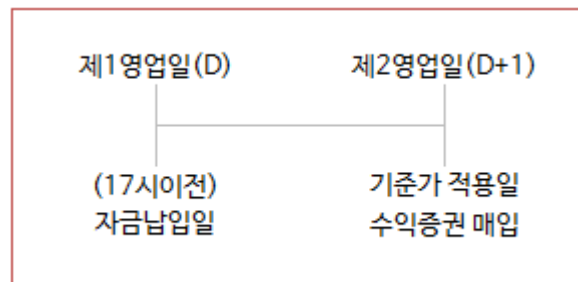 제1영업일(D)
제2영업일(D+1)
(17시이전)
자금납입일
기준가 적용일
수익증권 매입